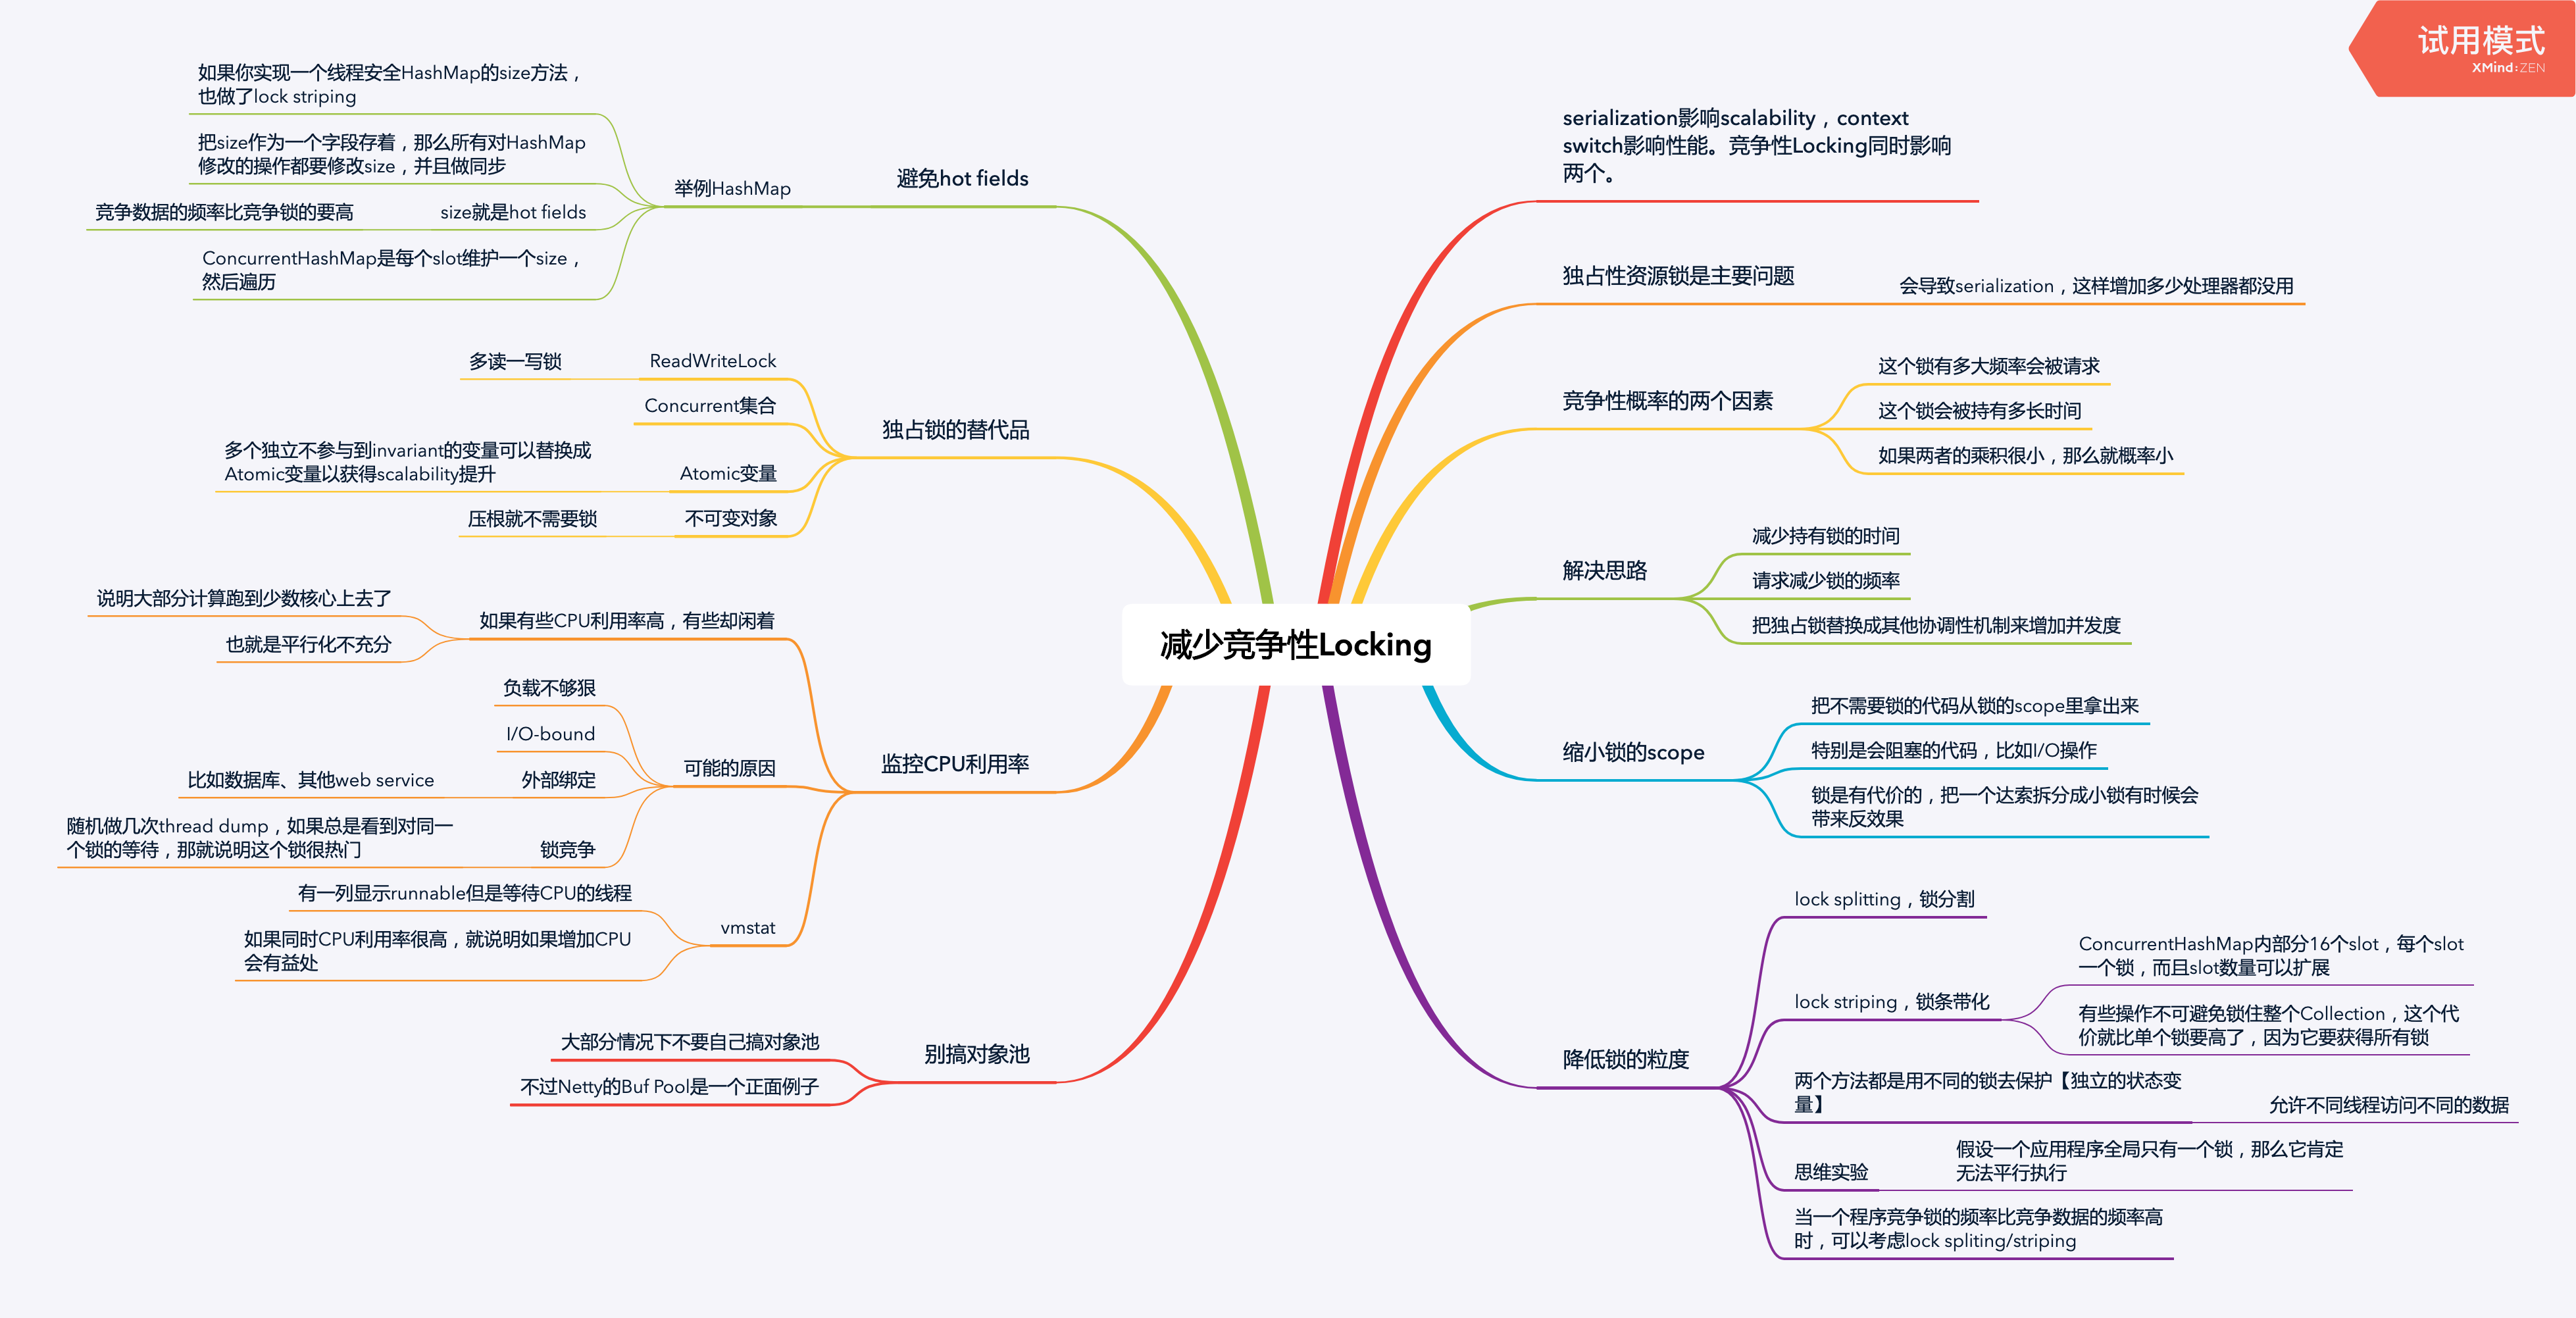 试用模式
XMind:ZEN
减少竞争性Locking
serialization影响scalability，context
switch影响性能。竞争性Locking同时影响
两个。
独占性资源锁是主要问题
会导致serialization，这样增加多少处理器都没用
竞争性概率的两个因素
这个锁有多大频率会被请求
这个锁会被持有多长时间
如果两者的乘积很小，那么就概率小
解决思路
减少持有锁的时间
请求减少锁的频率
把独占锁替换成其他协调性机制来增加并发度
缩小锁的scope
把不需要锁的代码从锁的scope里拿出来
特别是会阻塞的代码，比如I/O操作
锁是有代价的，把一个达索拆分成小锁有时候会
带来反效果
降低锁的粒度
lock splitting，锁分割
lock striping，锁条带化
ConcurrentHashMap内部分16个slot，每个slot
一个锁，而且slot数量可以扩展
有些操作不可避免锁住整个Collection，这个代
价就比单个锁要高了，因为它要获得所有锁
两个方法都是用不同的锁去保护【独立的状态变
量】
允许不同线程访问不同的数据
思维实验
假设一个应用程序全局只有一个锁，那么它肯定
无法平行执行
当一个程序竞争锁的频率比竞争数据的频率高
时，可以考虑lock spliting/striping
避免hot fields
举例HashMap
如果你实现一个线程安全HashMap的size方法，
也做了lock striping
把size作为一个字段存着，那么所有对HashMap
修改的操作都要修改size，并且做同步
size就是hot fields
竞争数据的频率比竞争锁的要高
ConcurrentHashMap是每个slot维护一个size，
然后遍历
独占锁的替代品
ReadWriteLock
多读一写锁
Concurrent集合
Atomic变量
多个独立不参与到invariant的变量可以替换成
Atomic变量以获得scalability提升
不可变对象
压根就不需要锁
监控CPU利用率
如果有些CPU利用率高，有些却闲着
说明大部分计算跑到少数核心上去了
也就是平行化不充分
可能的原因
负载不够狠
I/O-bound
外部绑定
比如数据库、其他web service
锁竞争
随机做几次thread dump，如果总是看到对同一
个锁的等待，那就说明这个锁很热门
vmstat
有一列显示runnable但是等待CPU的线程
如果同时CPU利用率很高，就说明如果增加CPU
会有益处
别搞对象池
大部分情况下不要自己搞对象池
不过Netty的Buf Pool是一个正面例子